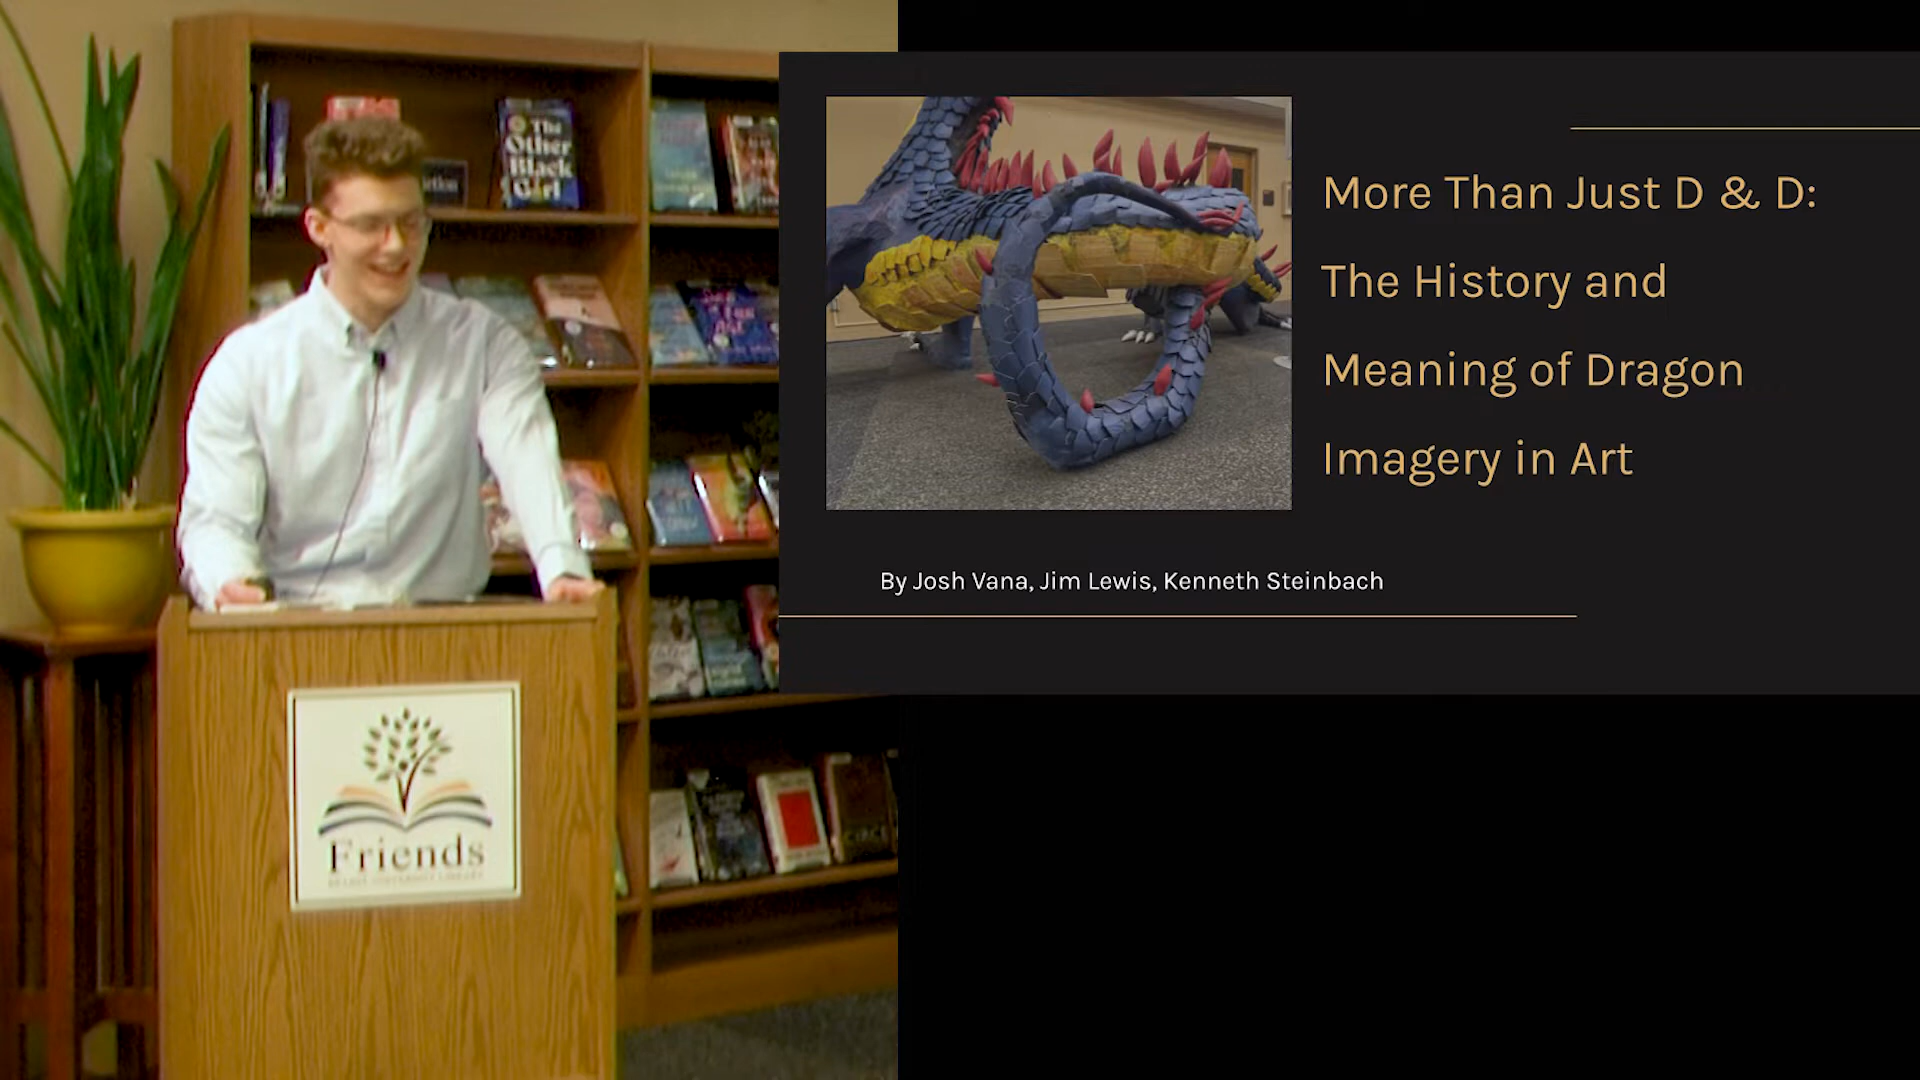 The
Other
Black
Girl
More Than Just D & D:
The History and
Meaning of Dragon
Imagery in Art
By Josh Vana, Jim Lewis, Kenneth Steinbach
CIRCE
Friends